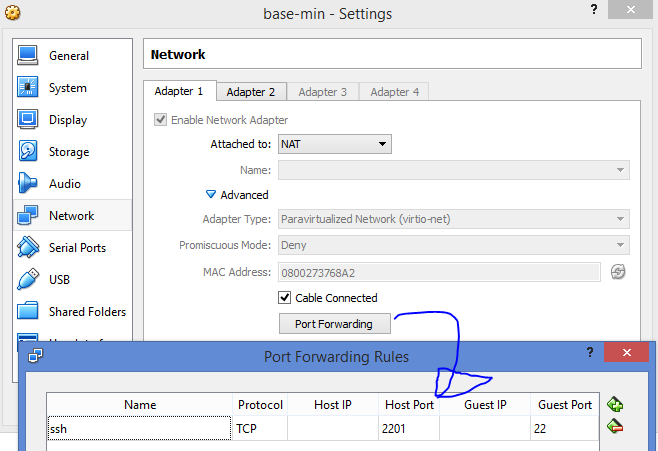 base-min - Settings
?
General
System
Display
Storage
Audio
Network
Serial Ports
USB
Shared Folders
Network
Adapter 1 Adapter 2 Adapter 3 Adapter 4
Enable Network Adapter
Attached to: NAT
Name:
Advanced
Adapter Type: Paravirtualized Network (virtio-net)
Promiscuous Mode: Deny
MAC Address: 0800273768A2
Cable Connected
Port Forwarding
Port Forwarding Rules
?
Name Protocol Host IP Host Port Guest IP Guest Port
ssh TCP 2201 22